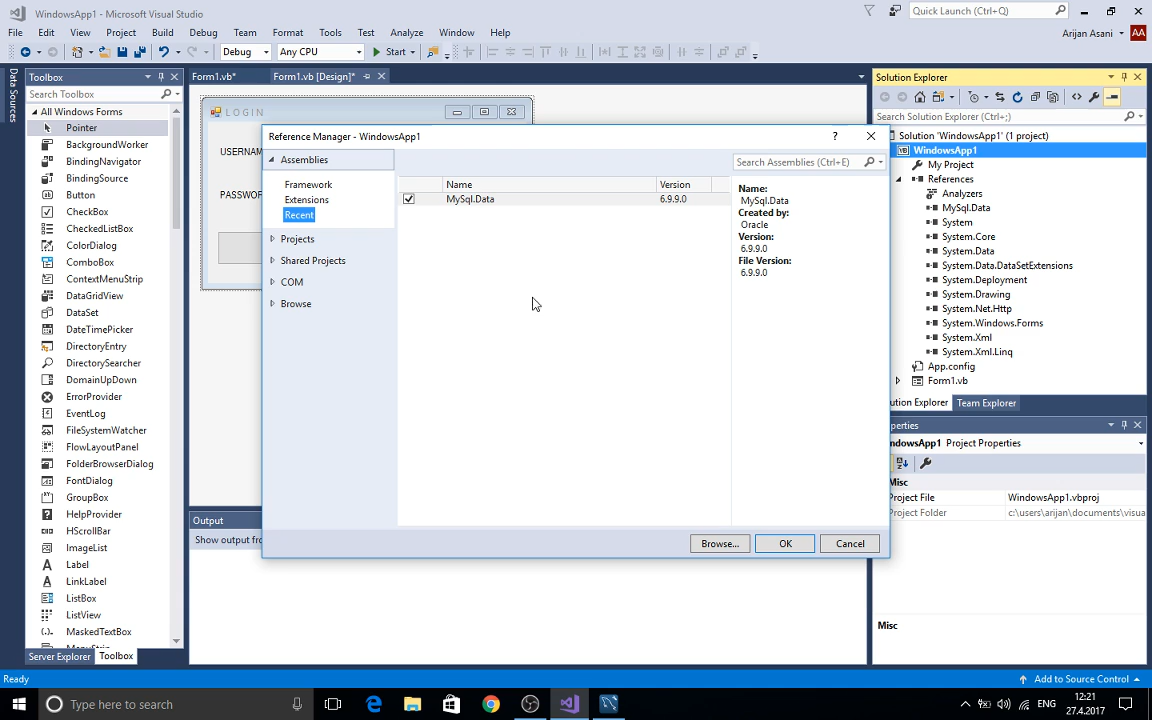 WindowsApp1 - Microsoft Visual Studio
Quick Launch (Ctrl+Q)
File Edit View Project Build Debug Team Format Tools Test Analyze Window Help
Arijan Asani AA
Debug Any CPU Start
Data Sources
Toolbox
Search Toolbox
All Windows Forms
Pointer
BackgroundWorker
BindingNavigator
BindingSource
Button
CheckBox
CheckedListBox
ColorDialog
ComboBox
ContextMenuStrip
DataGridView
DataSet
DateTimePicker
DirectoryEntry
DirectorySearcher
DomainUpDown
ErrorProvider
EventLog
FileSystemWatcher
FlowLayoutPanel
FolderBrowserDialog
FontDialog
GroupBox
HelpProvider
HScrollBar
ImageList
Label
LinkLabel
ListBox
ListView
MaskedTextBox
Server Explorer Toolbox
Form1.vb* Form1.vb [Design]*
LOGIN
USERNAM
PASSWOR
Output
Show output fro
Reference Manager - WindowsApp1
?
Assemblies
Framework
Extensions
Recent
Projects
Shared Projects
COM
Browse
Name Version
MySql.Data 6.9.9.0
Search Assemblies (Ctrl+E)
Name:
MySql.Data
Created by:
Oracle
Version:
6.9.9.0
File Version:
6.9.9.0
Browse... OK Cancel
Solution Explorer
Search Solution Explorer (Ctrl+;)
Solution 'WindowsApp1' (1 project)
VB WindowsApp1
My Project
References
Analyzers
MySql.Data
System
System.Core
System.Data
System.Data.DataSetExtensions
System.Deployment
System.Drawing
System.Net.Http
System.Windows.Forms
System.Xml
System.Xml.Linq
App.config
Form1.vb
ution Explorer Team Explorer
operties
ndowsApp1 Project Properties
Misc
Project File WindowsApp1.vbproj
Project Folder c:\users\arijan\documents\visua
Misc
Ready
Add to Source Control
Type here to search
ENG
12:21
27.4.2017